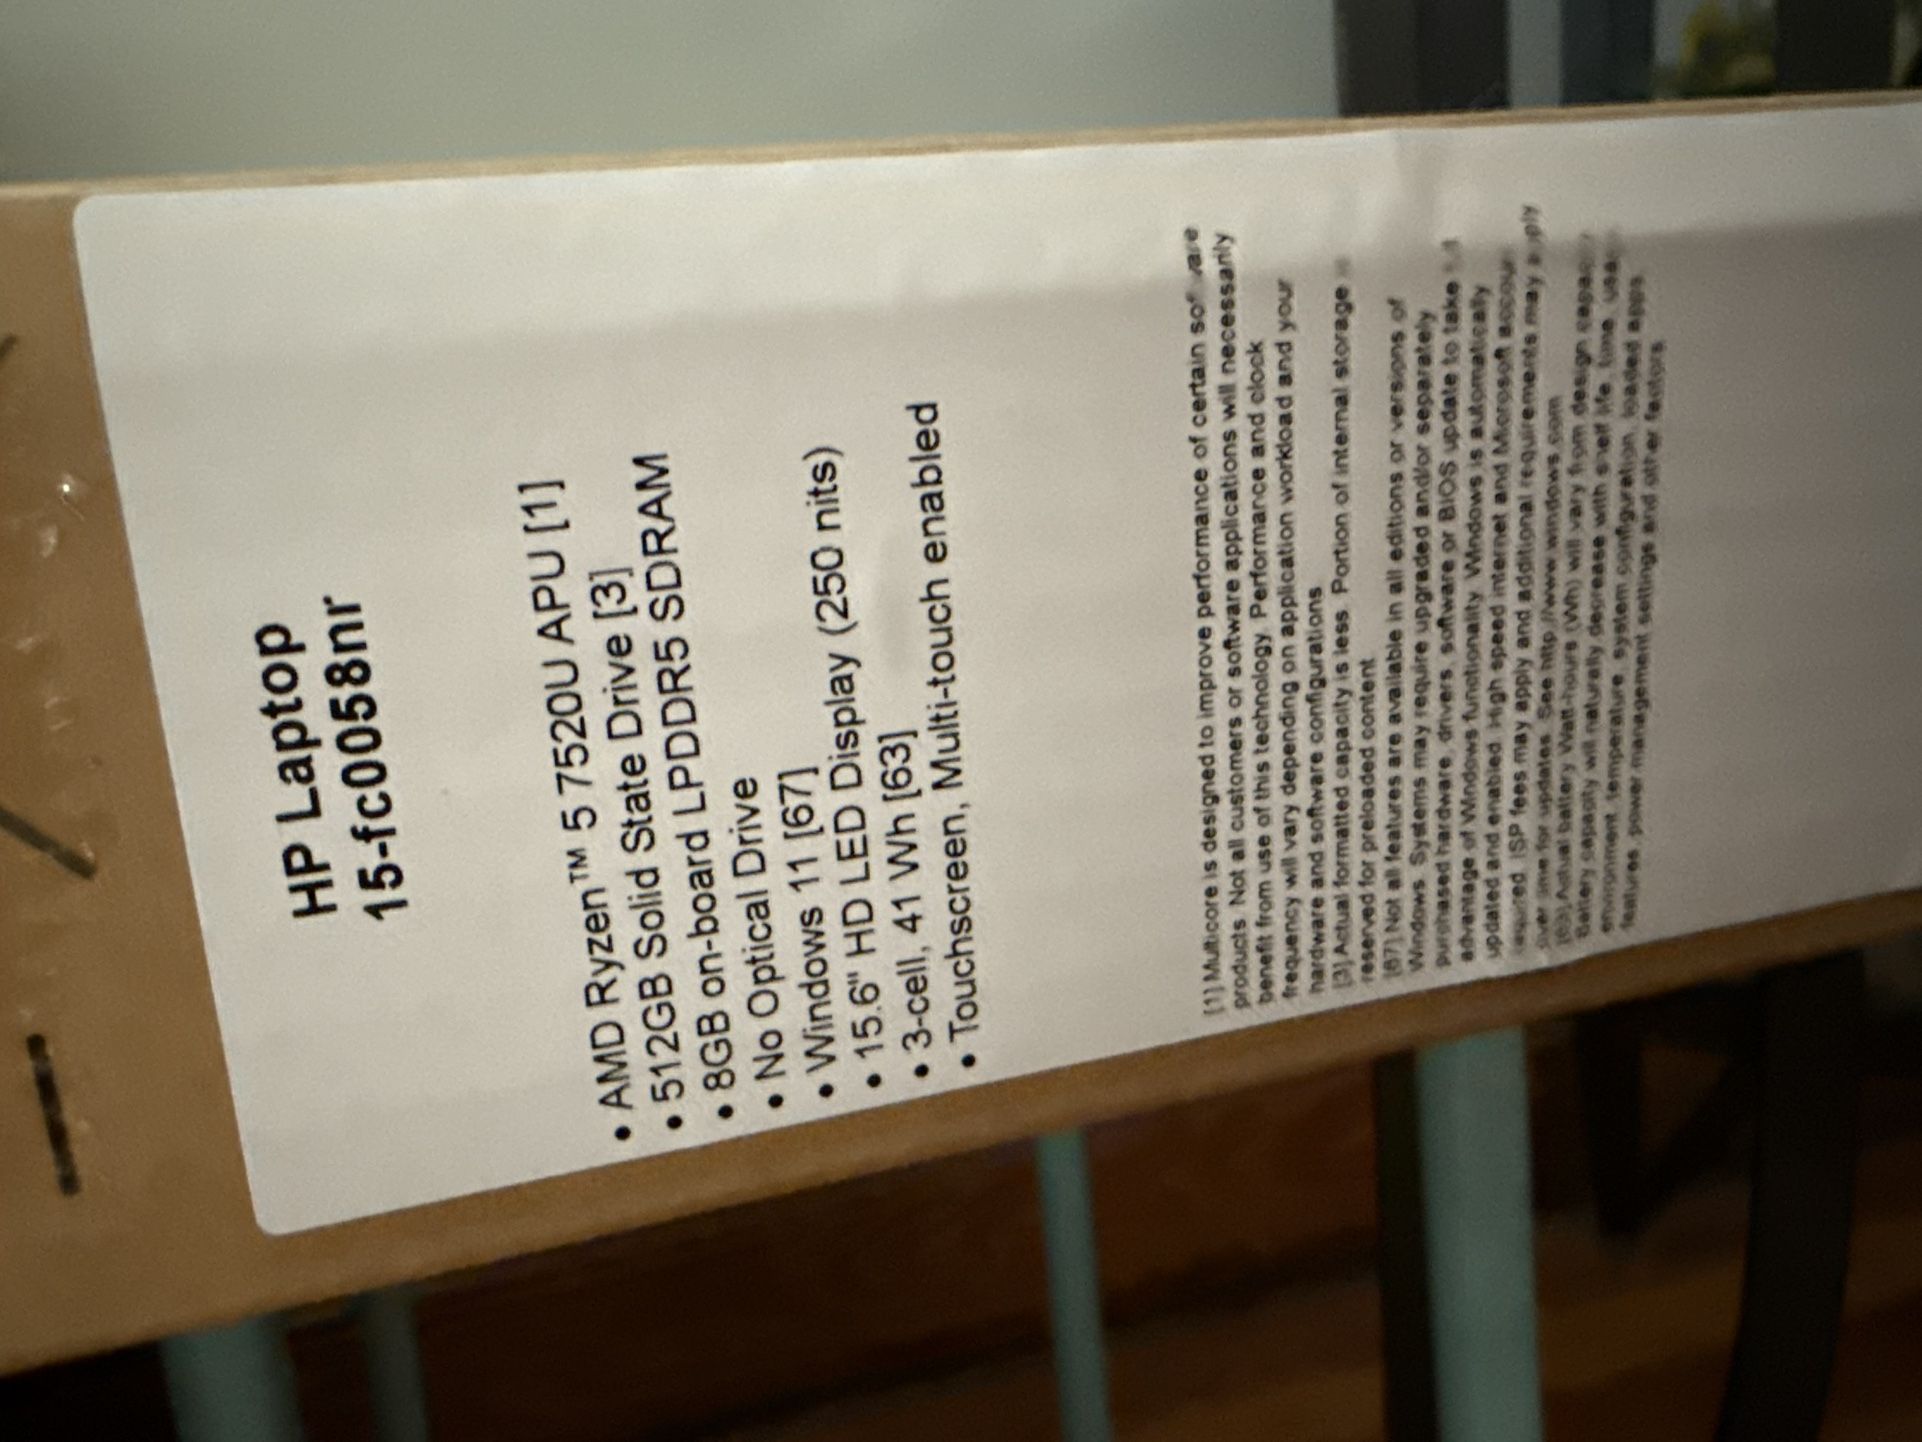 HP Laptop
15-fc0058nr
• AMD Ryzen™ 5 7520U APU [1]
• 512GB Solid State Drive [3]
• 8GB on-board LPDDR5 SDRAM
• No Optical Drive
• Windows 11 [67]
• 15.6" HD LED Display (250 nits)
• 3-cell, 41 Wh [63]
• Touchscreen, Multi-touch enabled
[1] Multicore is designed to improve performance of certain software
products. Not all customers or software applications will necessarily
benefit from use of this technology. Performance and clock
frequency will vary depending on application workload and your
hardware and software configurations
[3] Actual formatted capacity is less. Portion of internal storage is
reserved for preloaded content
[67] Not all features are available in all editions or versions of
Windows. Systems may require upgraded and/or separately
purchased hardware, drivers, software or BIOS update to take full
advantage of Windows functionality. Windows is automatically
updated and enabled. High speed internet and Microsoft account
required. ISP fees may apply and additional requirements may apply
over time for updates. See http://www.windows.com
[63] Actual battery Watt-hours (Wh) will vary from design capacity
Battery capacity will naturally decrease with shelf life, time, usage,
environment, temperature, system configuration, loaded apps,
features, power management settings and other factors.